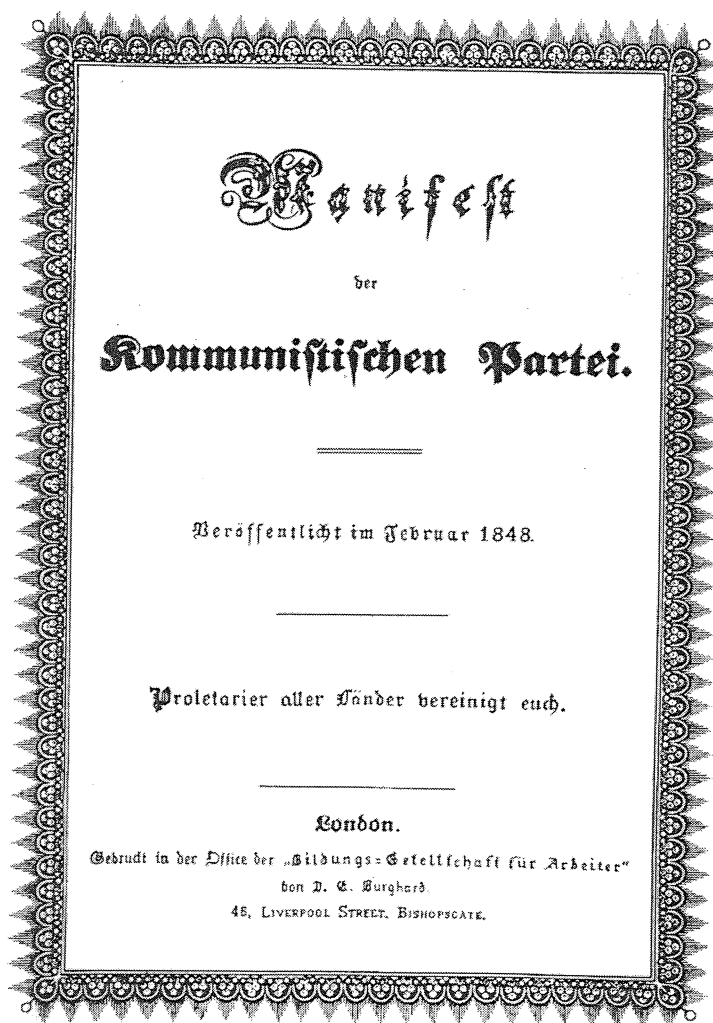 Manifest
der
Kommunistischen Partei.
Veröffentlicht im Februar 1848.
Proletarier aller Länder vereinigt euch.
London.
Gedruckt in der Office der „Bildungs=Gesellschaft für Arbeiter“
von J. E. Burghard.
46, LIVERPOOL STREET, BISHOPSGATE.